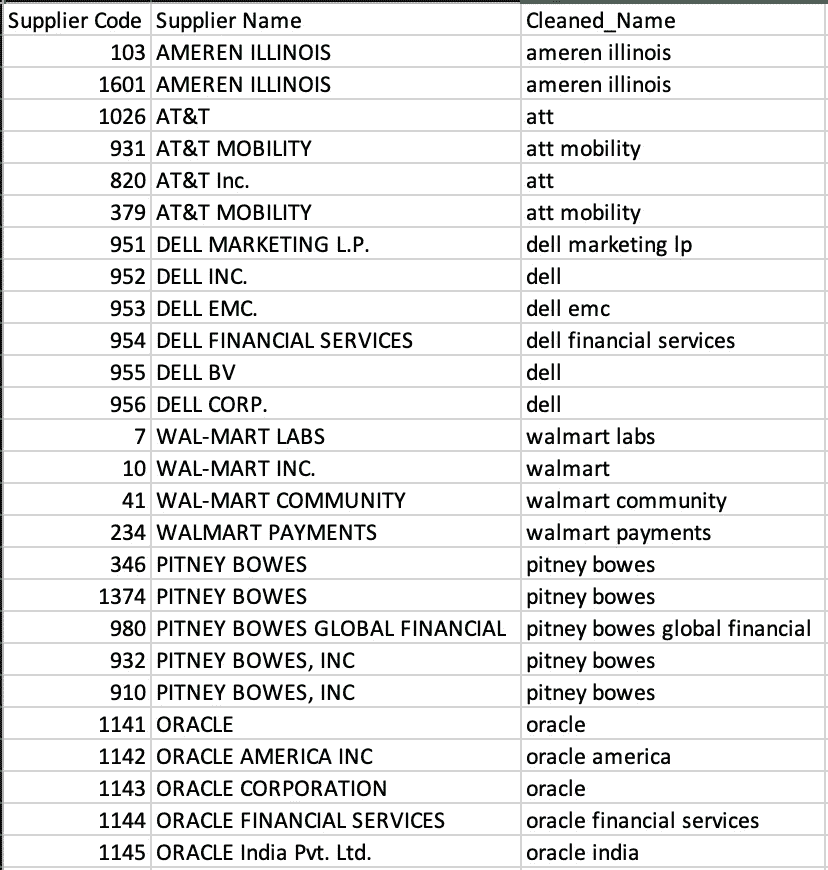 Supplier Code Supplier Name Cleaned_Name
103 AMEREN ILLINOIS ameren illinois
1601 AMEREN ILLINOIS ameren illinois
1026 AT&T att
931 AT&T MOBILITY att mobility
820 AT&T Inc. att
379 AT&T MOBILITY att mobility
951 DELL MARKETING L.P. dell marketing lp
952 DELL INC. dell
953 DELL EMC. dell emc
954 DELL FINANCIAL SERVICES dell financial services
955 DELL BV dell
956 DELL CORP. dell
7 WAL-MART LABS walmart labs
10 WAL-MART INC. walmart
41 WAL-MART COMMUNITY walmart community
234 WALMART PAYMENTS walmart payments
346 PITNEY BOWES pitney bowes
1374 PITNEY BOWES pitney bowes
980 PITNEY BOWES GLOBAL FINANCIAL pitney bowes global financial
932 PITNEY BOWES, INC pitney bowes
910 PITNEY BOWES, INC pitney bowes
1141 ORACLE oracle
1142 ORACLE AMERICA INC oracle america
1143 ORACLE CORPORATION oracle
1144 ORACLE FINANCIAL SERVICES oracle financial services
1145 ORACLE India Pvt. Ltd. oracle india